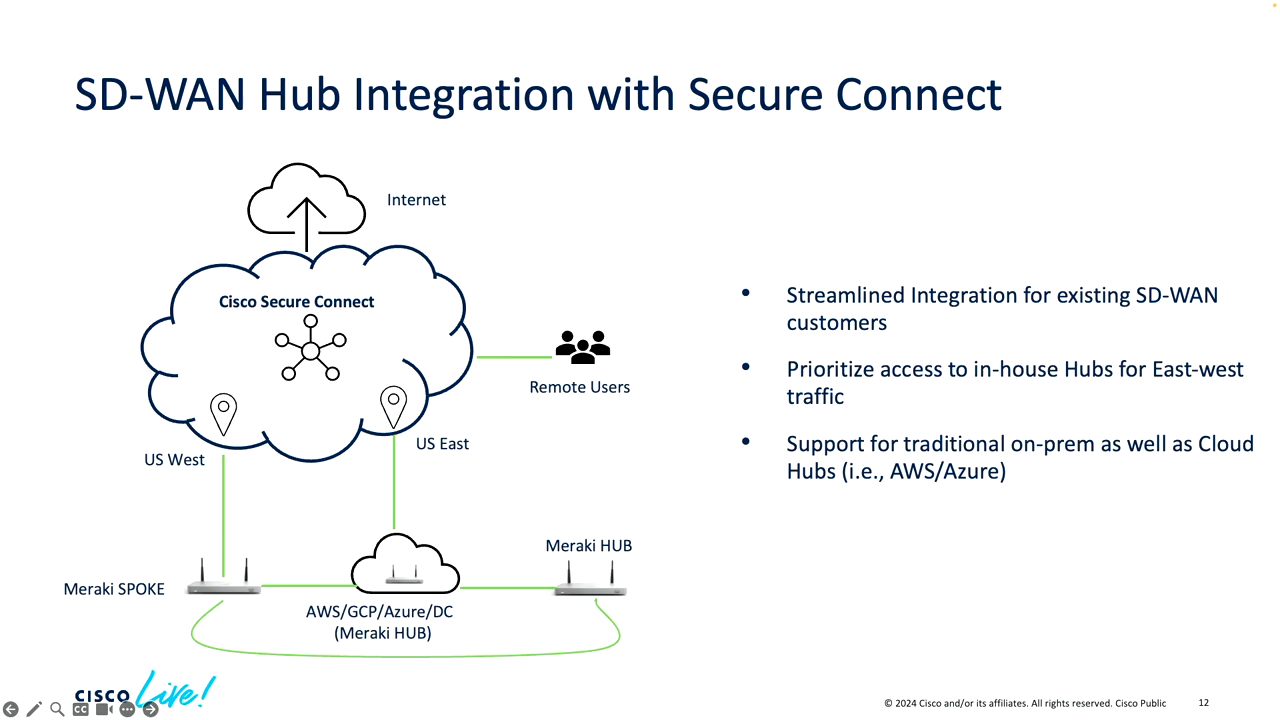 SD-WAN Hub Integration with Secure Connect
Internet
Cisco Secure Connect
Remote Users
US West
US East
Meraki HUB
Meraki SPOKE
AWS/GCP/Azure/DC
(Meraki HUB)
• Streamlined Integration for existing SD-WAN
customers
• Prioritize access to in-house Hubs for East-west
traffic
• Support for traditional on-prem as well as Cloud
Hubs (i.e., AWS/Azure)
CISCO Live!
CC
© 2024 Cisco and/or its affiliates. All rights reserved. Cisco Public
12